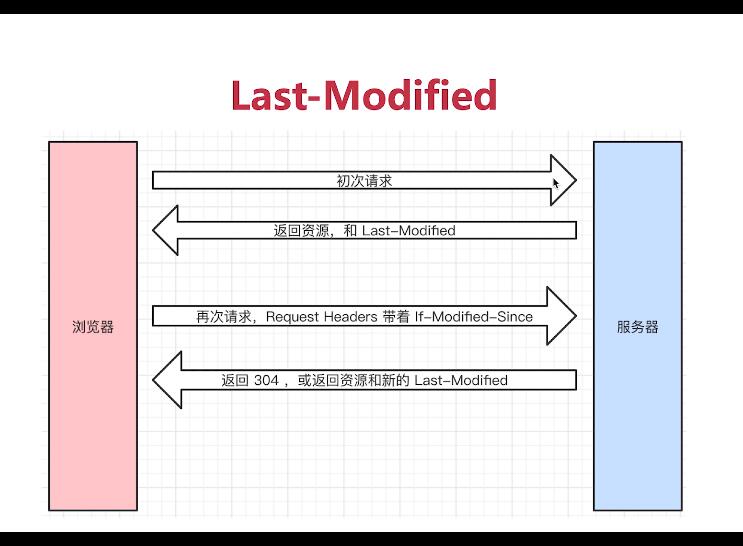 Last-Modified
初次请求
返回资源，和 Last-Modified
浏览器
再次请求，Request Headers 带着 If-Modified-Since
服务器
返回 304 ，或返回资源和新的 Last-Modified